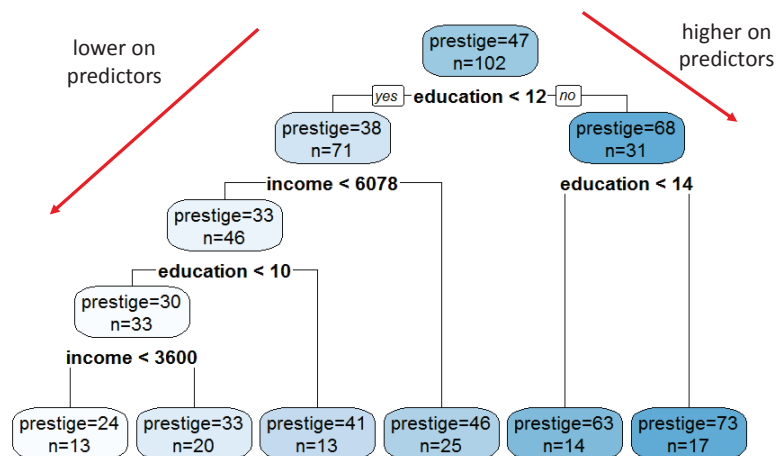 lower on
predictors
higher on
predictors
prestige=47
n=102
yes education < 12 no
prestige=38
n=71
prestige=68
n=31
income < 6078
education < 14
prestige=33
n=46
education < 10
prestige=30
n=33
income < 3600
prestige=24
n=13
prestige=33
n=20
prestige=41
n=13
prestige=46
n=25
prestige=63
n=14
prestige=73
n=17